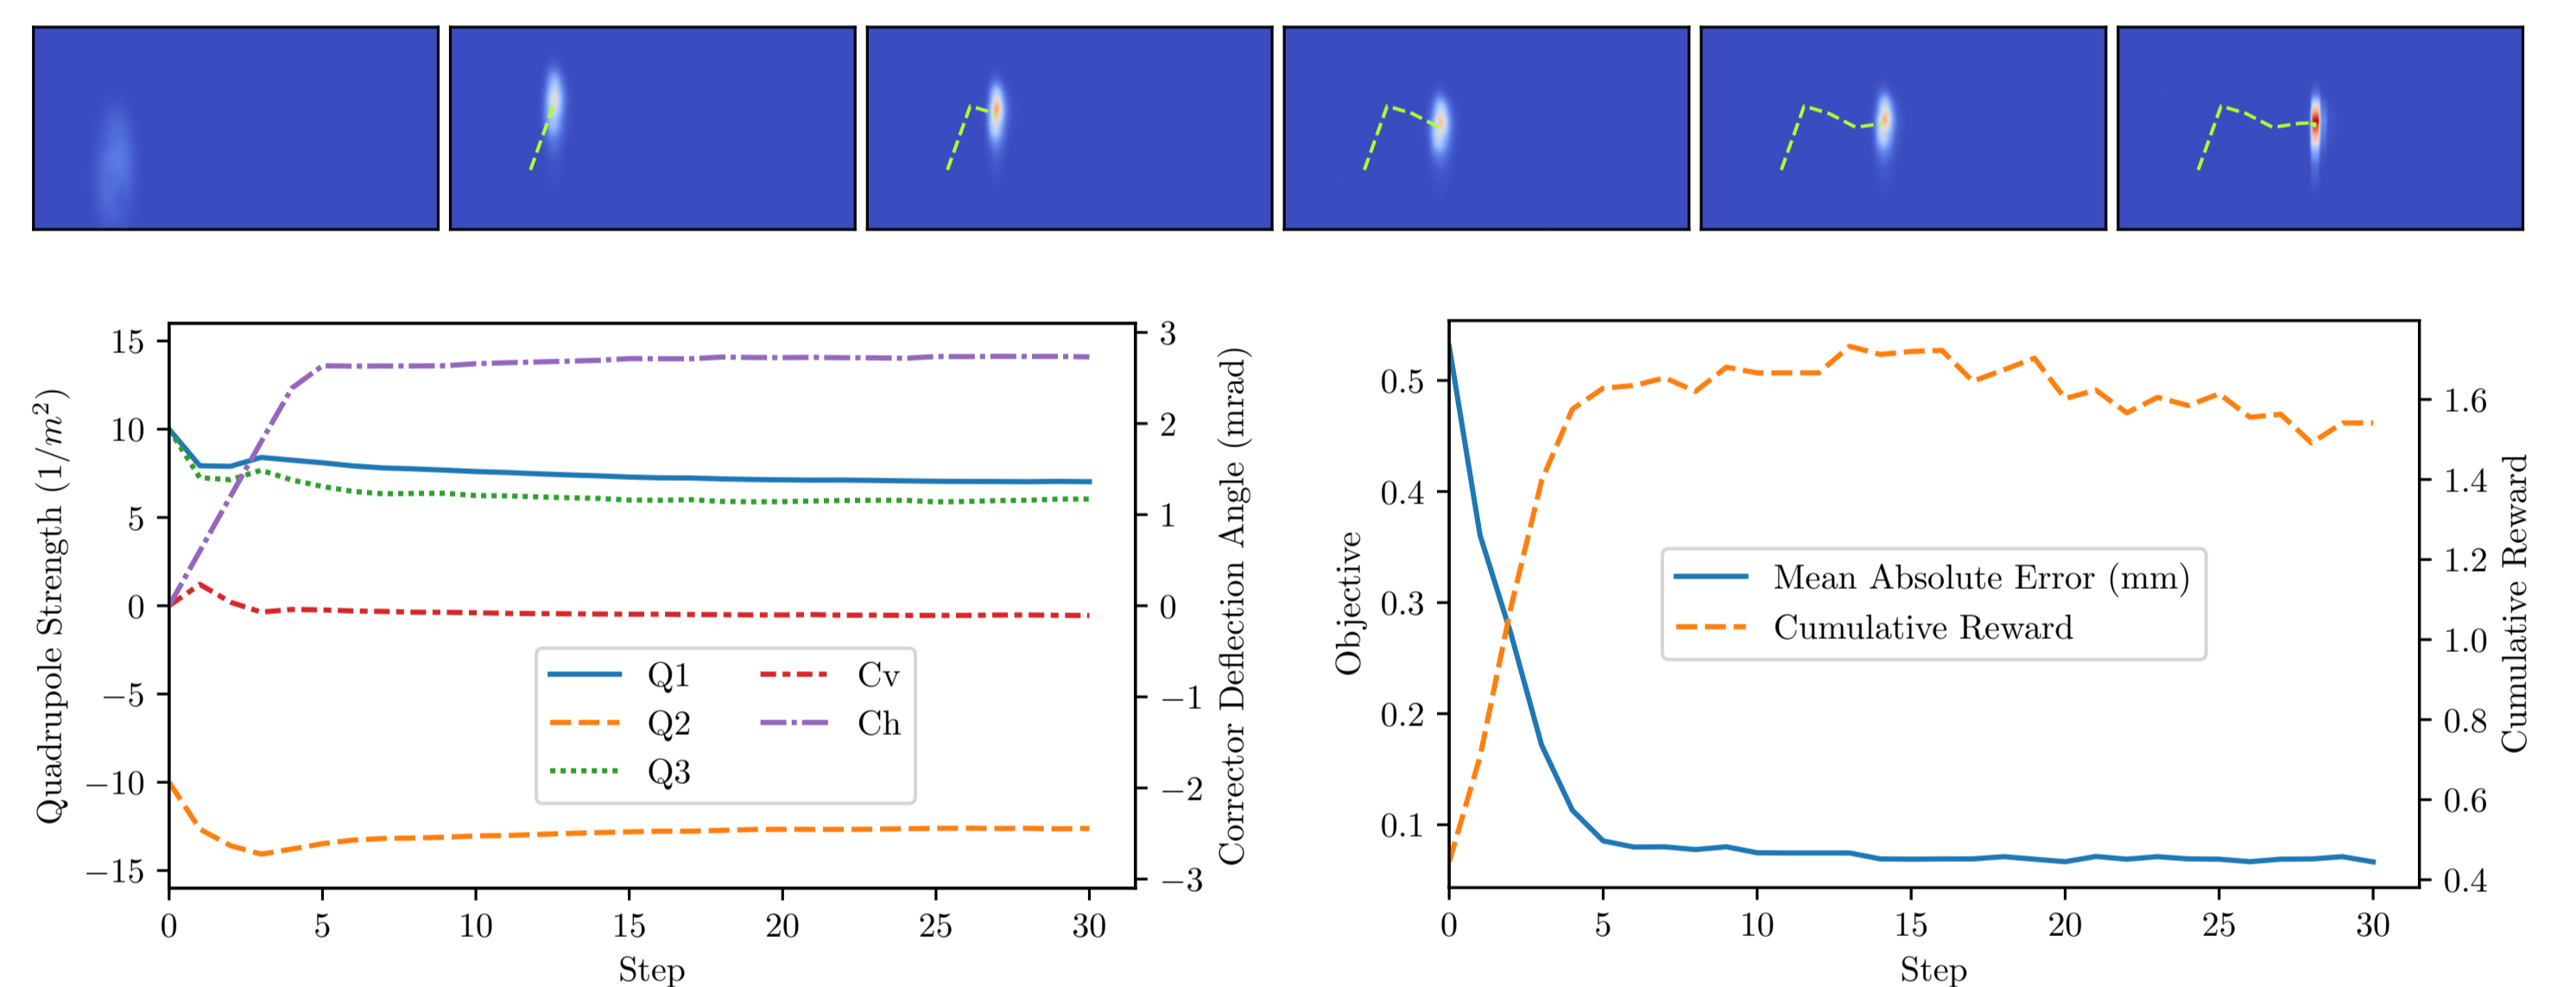 15
10
5
0
−5
−10
−15
Quadrupole Strength (1/m²)
3
2
1
0
−1
−2
−3
Corrector Deflection Angle (mrad)
Q1
Q2
Q3
Cv
Ch
0 5 10 15 20 25 30
Step
0.5
0.4
0.3
0.2
0.1
Objective
Mean Absolute Error (mm)
Cumulative Reward
1.6
1.4
1.2
1.0
0.8
0.6
0.4
Cumulative Reward
0 5 10 15 20 25 30
Step